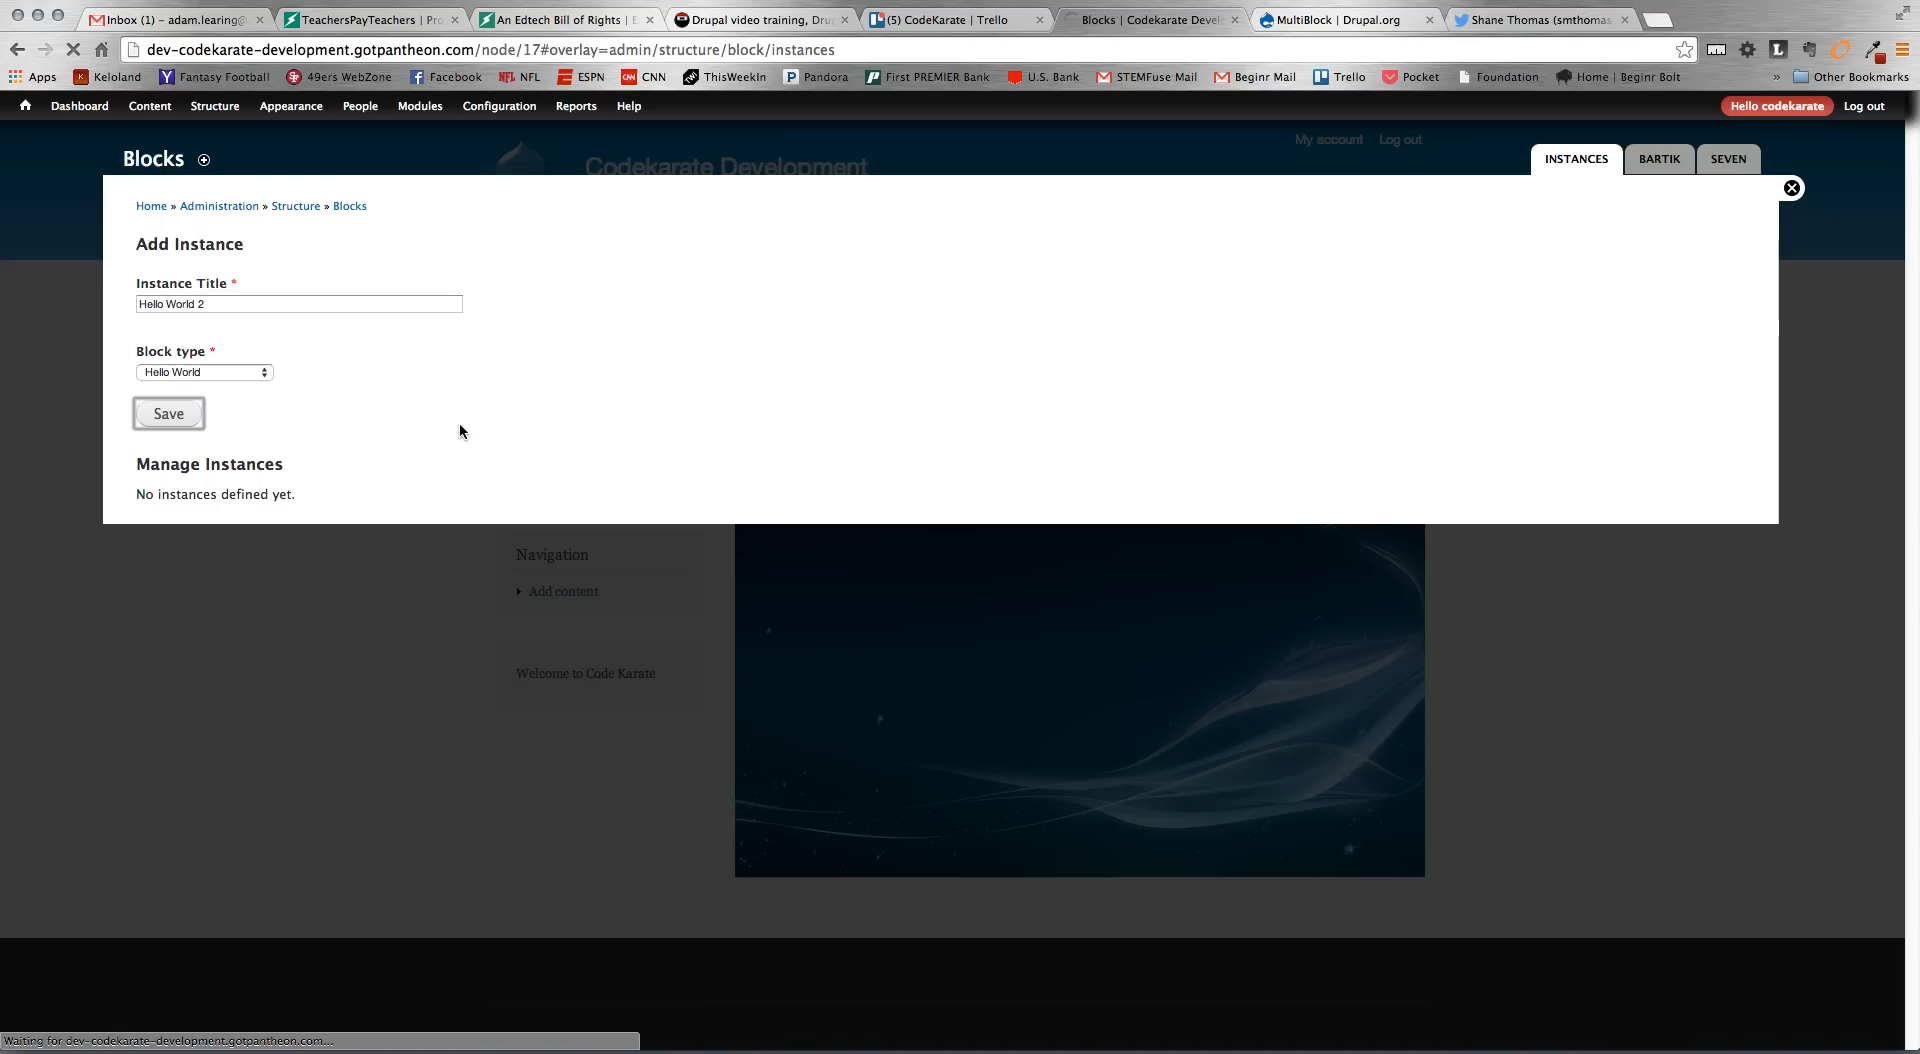 Inbox (1) - adam.learing@
TeachersPayTeachers | Pro
An Edtech Bill of Rights | E
Drupal video training, Dru
(5) CodeKarate | Trello
Blocks | Codekarate Devel
MultiBlock | Drupal.org
Shane Thomas (smthomas
dev-codekarate-development.gotpantheon.com/node/17#overlay=admin/structure/block/instances
Apps
Keloland
Fantasy Football
49ers WebZone
Facebook
NFL NFL
ESPN
CNN
ThisWeekIn
Pandora
First PREMIER Bank
U.S. Bank
STEMFuse Mail
Beginr Mail
Trello
Pocket
Foundation
Home | Beginr Bolt
» Other Bookmarks
Dashboard
Content
Structure
Appearance
People
Modules
Configuration
Reports
Help
Hello codekarate
Log out
My account
Log out
Blocks
Codekarate Development
INSTANCES
BARTIK
SEVEN
Home » Administration » Structure » Blocks
Add Instance
Instance Title *
Hello World 2
Block type *
Hello World
Save
Manage Instances
No instances defined yet.
Navigation
Add content
Welcome to Code Karate
Waiting for dev-codekarate-development.gotpantheon.com...